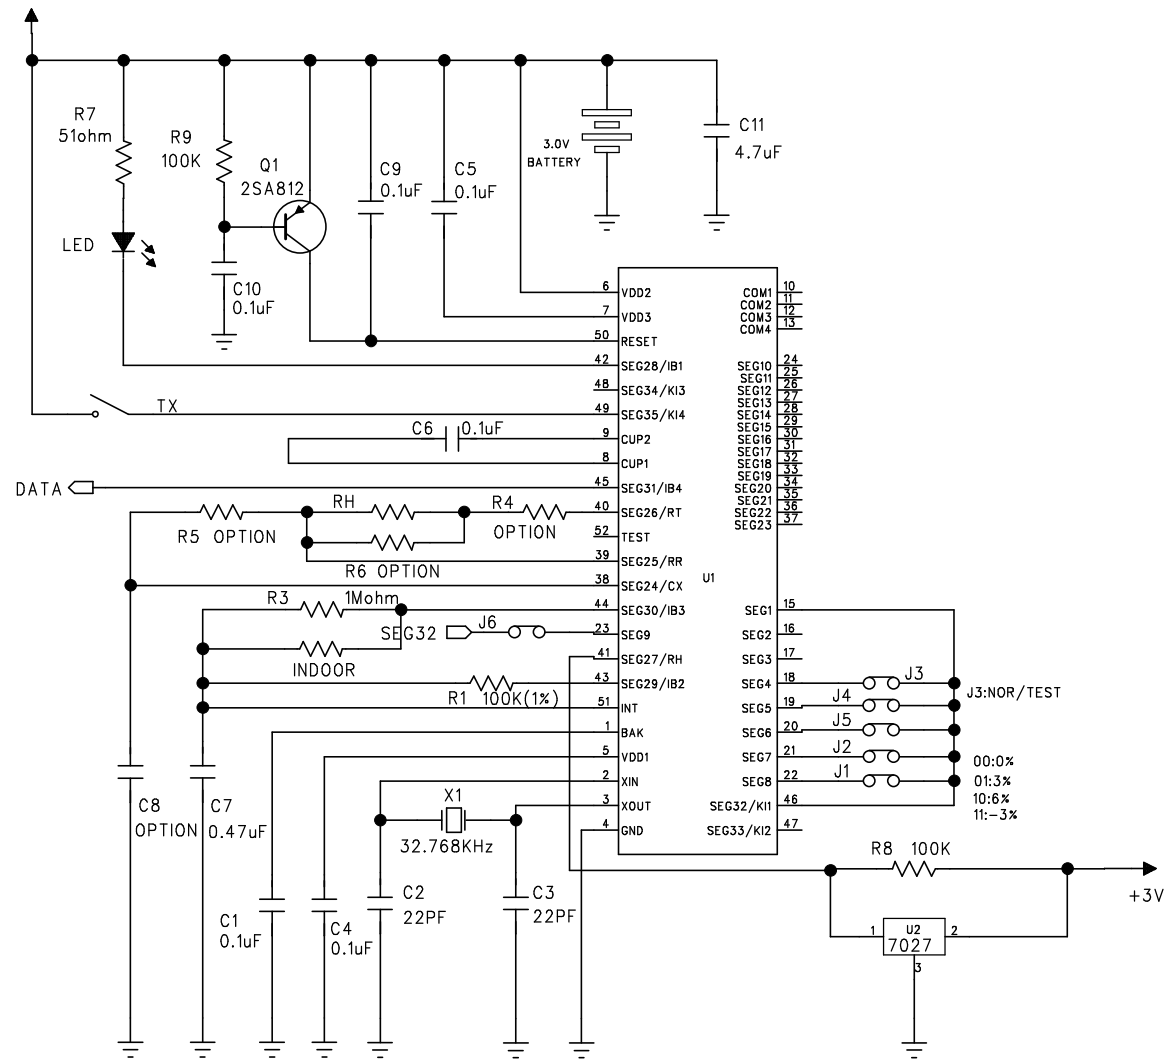 R7
51ohm
R9
100K
Q1
2SA812
C9
0.1uF
C5
0.1uF
3.0V
BATTERY
C11
4.7uF
LED
C10
0.1uF
6 VDD2
7 VDD3
50 RESET
42 SEG28/IB1
48 SEG34/KI3
TX
49 SEG35/KI4
C6 0.1uF
9 CUP2
8 CUP1
DATA
45 SEG31/IB4
RH
R4
40 SEG26/RT
R5 OPTION
OPTION
52 TEST
39 SEG25/RR
R6 OPTION
38 SEG24/CX
R3 1Mohm
44 SEG30/IB3
SEG32
J6
23 SEG9
INDOOR
41 SEG27/RH
43 SEG29/IB2
R1 100K(1%)
51 INT
1 BAK
5 VDD1
2 XIN
X1
3 XOUT
32.768KHz
4 GND
U1
COM1 10
COM2 11
COM3 12
COM4 13
SEG10 24
SEG11 25
SEG12 26
SEG13 27
SEG14 28
SEG15 29
SEG16 30
SEG17 31
SEG18 32
SEG19 33
SEG20 34
SEG21 35
SEG22 36
SEG23 37
SEG1 15
SEG2 16
SEG3 17
SEG4 18
J3
J3:NOR/TEST
SEG5 19
J4
SEG6 20
J5
SEG7 21
J2
SEG8 22
J1
00:0%
01:3%
10:6%
11:-3%
SEG32/KI1 46
SEG33/KI2 47
C8
OPTION
C7
0.47uF
C1
0.1uF
C4
0.1uF
C2
22PF
C3
22PF
R8 100K
+3V
1
U2
7027
2
3